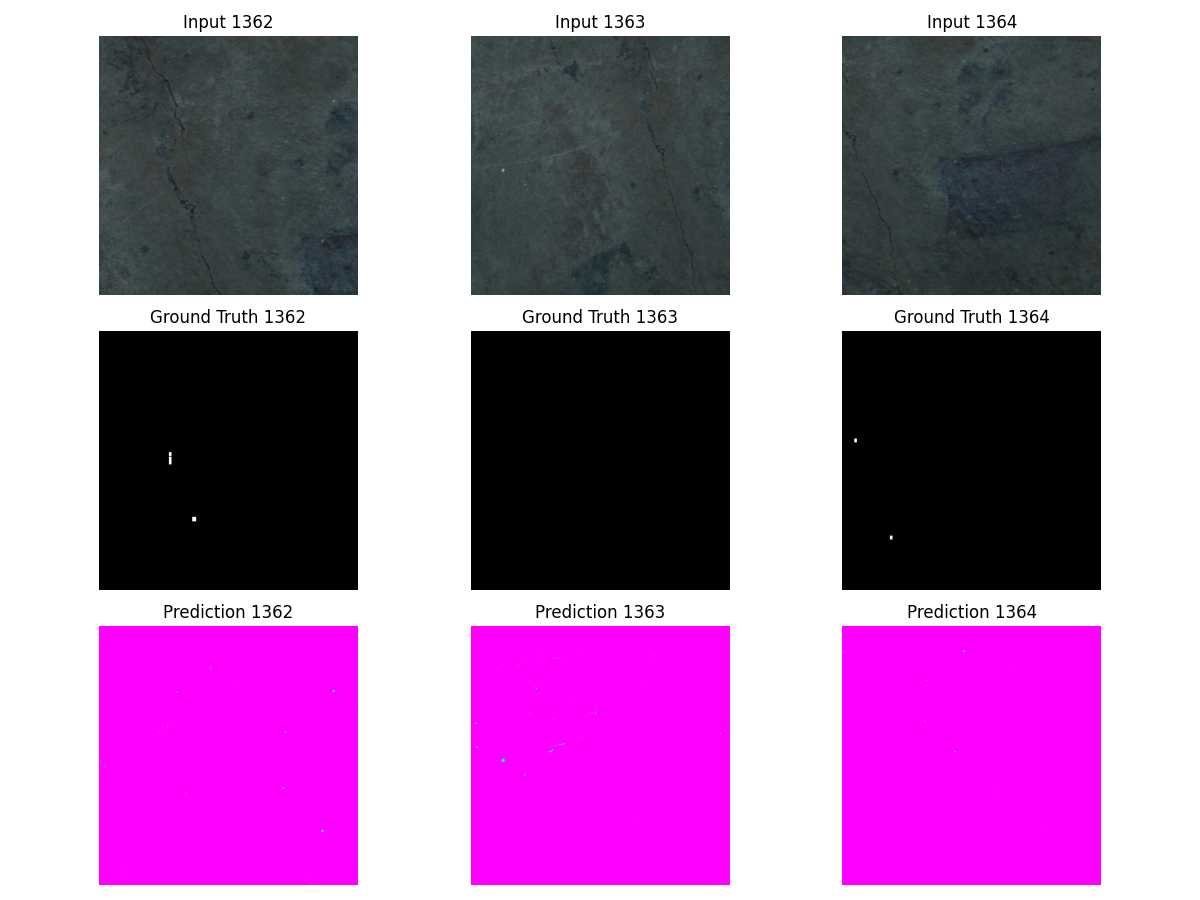 Input 1362
Input 1363
Input 1364
Ground Truth 1362
Ground Truth 1363
Ground Truth 1364
Prediction 1362
Prediction 1363
Prediction 1364